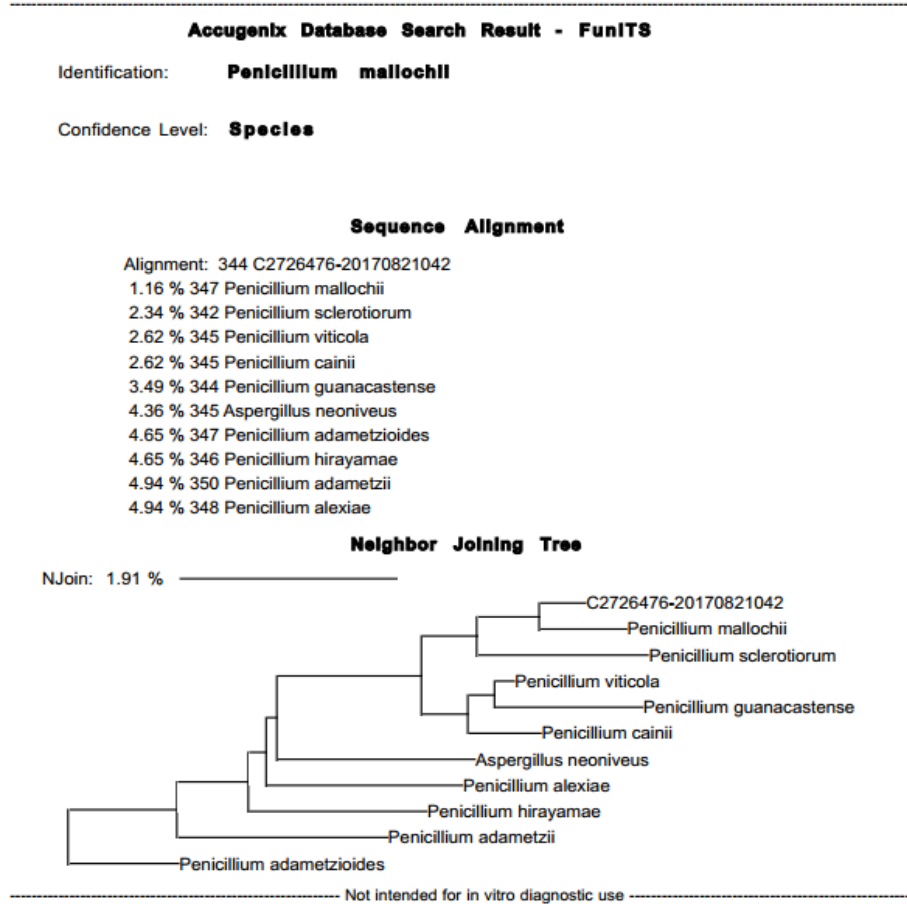 Accugenix Database Search Result - FunITS
Identification: Penicillium mallochii
Confidence Level: Species
Sequence Alignment
Alignment: 344 C2726476-20170821042
1.16 % 347 Penicillium mallochii
2.34 % 342 Penicillium sclerotiorum
2.62 % 345 Penicillium viticola
2.62 % 345 Penicillium cainii
3.49 % 344 Penicillium guanacastense
4.36 % 345 Aspergillus neoniveus
4.65 % 347 Penicillium adametzioides
4.65 % 346 Penicillium hirayamae
4.94 % 350 Penicillium adametzii
4.94 % 348 Penicillium alexiae
Neighbor Joining Tree
NJoin: 1.91 %
C2726476-20170821042
Penicillium mallochii
Penicillium sclerotiorum
Penicillium viticola
Penicillium guanacastense
Penicillium cainii
Aspergillus neoniveus
Penicillium alexiae
Penicillium hirayamae
Penicillium adametzii
Penicillium adametzioides
Not intended for in vitro diagnostic use